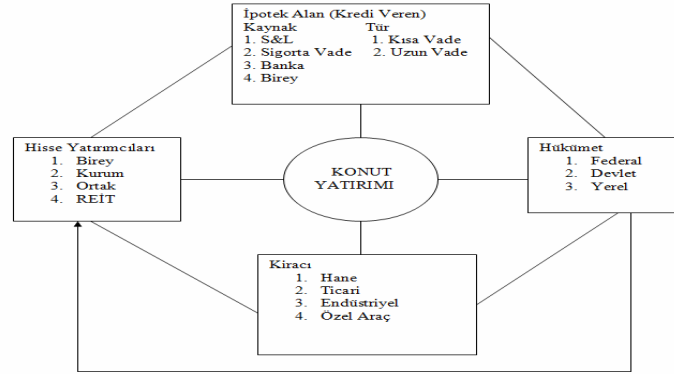 İpotek Alan (Kredi Veren)
Kaynak Tür
1. S&L 1. Kısa Vade
2. Sigorta Vade 2. Uzun Vade
3. Banka
4. Birey
Hisse Yatırımcıları
1. Birey
2. Kurum
3. Ortak
4. REİT
KONUT
YATIRIMI
Hükümet
1. Federal
2. Devlet
3. Yerel
Kiracı
1. Hane
2. Ticari
3. Endüstriyel
4. Özel Araç